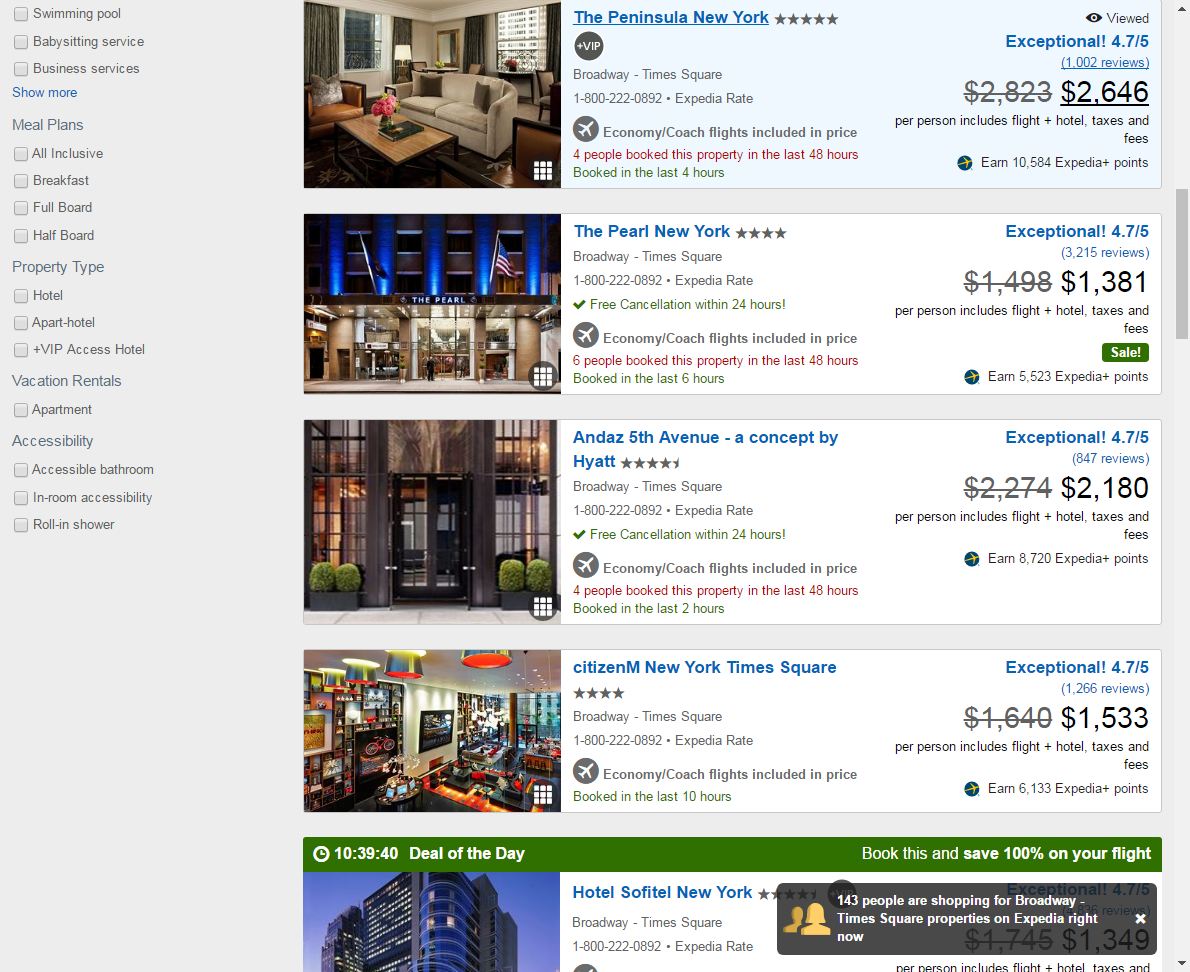 Swimming pool
Babysitting service
Business services
Show more
Meal Plans
All Inclusive
Breakfast
Full Board
Half Board
Property Type
Hotel
Apart-hotel
+VIP Access Hotel
Vacation Rentals
Apartment
Accessibility
Accessible bathroom
In-room accessibility
Roll-in shower
The Peninsula New York
+VIP
Broadway - Times Square
1-800-222-0892 • Expedia Rate
Economy/Coach flights included in price
4 people booked this property in the last 48 hours
Booked in the last 4 hours
Viewed
Exceptional! 4.7/5
(1,002 reviews)
$2,823 $2,646
per person includes flight + hotel, taxes and
fees
Earn 10,584 Expedia+ points
THE PEARL
The Pearl New York
Broadway - Times Square
1-800-222-0892 • Expedia Rate
Free Cancellation within 24 hours!
Economy/Coach flights included in price
6 people booked this property in the last 48 hours
Booked in the last 6 hours
Exceptional! 4.7/5
(3,215 reviews)
$1,498 $1,381
per person includes flight + hotel, taxes and
fees
Sale!
Earn 5,523 Expedia+ points
Andaz 5th Avenue - a concept by
Hyatt
Broadway - Times Square
1-800-222-0892 • Expedia Rate
Free Cancellation within 24 hours!
Economy/Coach flights included in price
4 people booked this property in the last 48 hours
Booked in the last 2 hours
Exceptional! 4.7/5
(847 reviews)
$2,274 $2,180
per person includes flight + hotel, taxes and
fees
Earn 8,720 Expedia+ points
citizenM New York Times Square
Broadway - Times Square
1-800-222-0892 • Expedia Rate
Economy/Coach flights included in price
Booked in the last 10 hours
Exceptional! 4.7/5
(1,266 reviews)
$1,640 $1,533
per person includes flight + hotel, taxes and
fees
Earn 6,133 Expedia+ points
10:39:40 Deal of the Day
Book this and save 100% on your flight
Hotel Sofitel New York
+VIP
Broadway - Times Square
1-800-222-0892 • Expedia Rate
Exceptional! 4.7/5
reviews)
$1,745 $1,349
per person includes flight + hotel, taxes and
143 people are shopping for Broadway -
Times Square properties on Expedia right
now